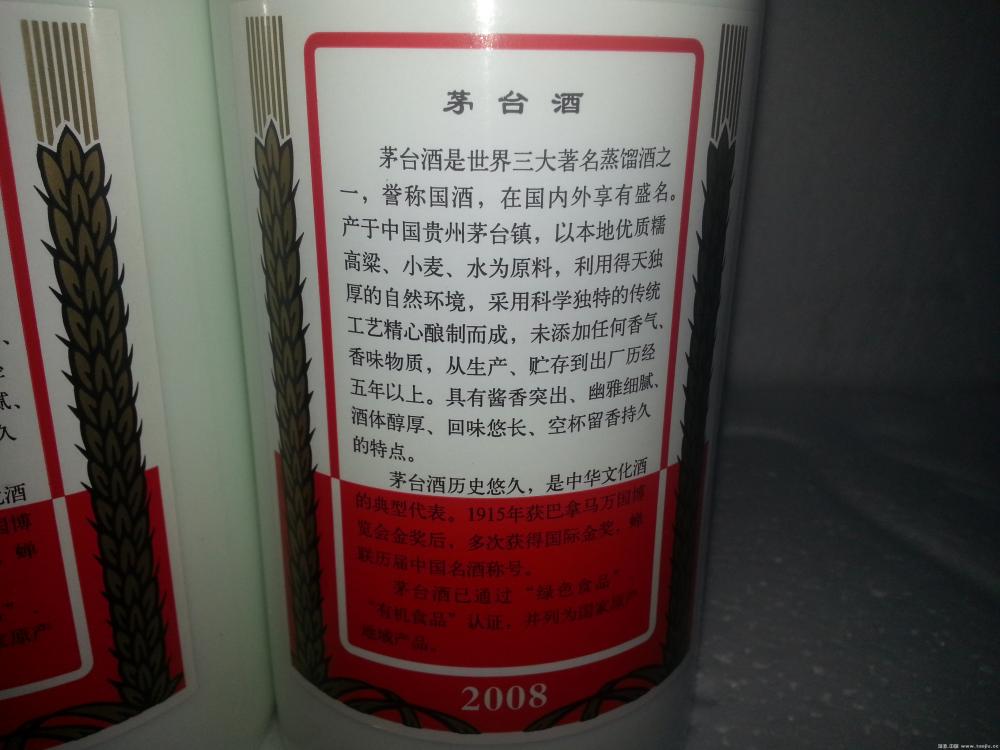 茅台酒
茅台酒是世界三大著名蒸馏酒之
一，誉称国酒，在国内外享有盛名。
产于中国贵州茅台镇，以本地优质糯
高粱、小麦、水为原料，利用得天独
厚的自然环境，采用科学独特的传统
工艺精心酿制而成，未添加任何香气、
香味物质，从生产、贮存到出厂历经
五年以上。具有酱香突出、幽雅细腻、
酒体醇厚、回味悠长、空杯留香持久
的特点。
茅台酒历史悠久，是中华文化酒
的典型代表。1915年获巴拿马万国博
览会金奖后、多次获得国际金奖，蝉
联历届中国名酒称号。
茅台酒已通过“绿色食品”、
“有机食品”认证，并列为国家原产
地域产品。
2008
腻、
久
酒
国博
，蝉
”、
家原产